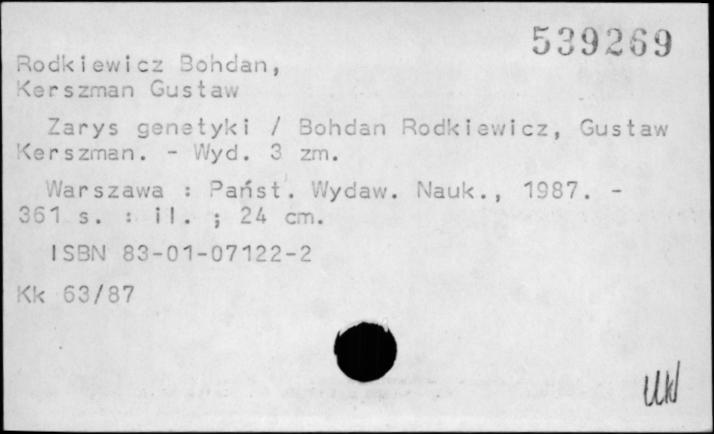 539269
Rodkiewicz Bohdan,
Kerszman Gustaw
Zarys genetyki / Bohdan Rodkiewicz, Gustaw
Kerszman. - Wyd. 3 zm.
Warszawa : Państ. Wydaw. Nauk., 1987. -
361 s. : il. ; 24 cm.
ISBN 83-01-07122-2
Kk 63/87